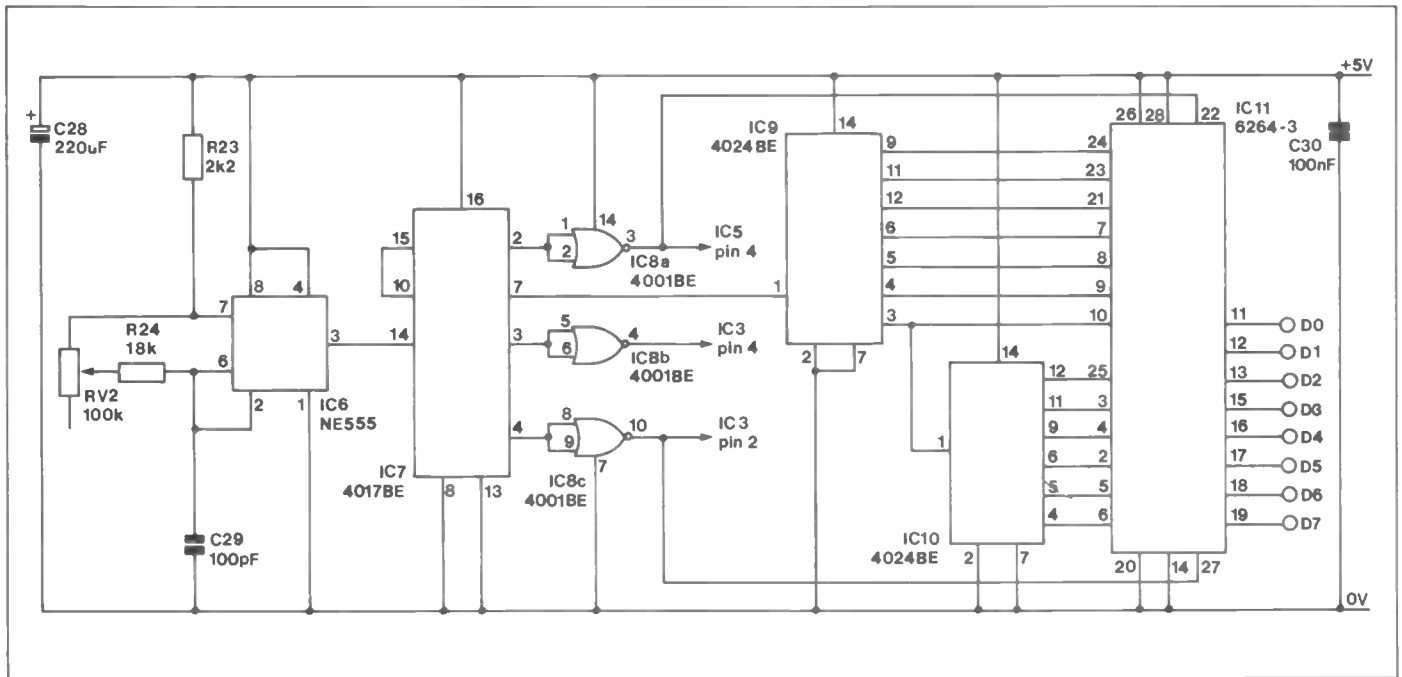 +5V
+
C28
220uF
R23
2k2
7
8
4
6
3
2
1
R24
18k
RV2
100k
IC6
NE555
C29
100pF
16
15
10
14
2
7
3
4
8
13
IC7
4017BE
1
2
14
3
IC8a
4001BE
IC5
pin 4
5
6
4
IC8b
4001BE
IC3
pin 4
8
9
10
7
IC8c
4001BE
IC3
pin 2
IC9
4024BE
14
1
9
11
12
6
5
4
3
2
7
14
1
12
11
9
6
5
4
2
7
IC10
4024BE
26
28
22
IC11
6264-3
24
23
21
7
8
9
10
25
3
4
2
5
6
20
14
27
11
D0
12
D1
13
D2
15
D3
16
D4
17
D5
18
D6
19
D7
C30
100nF
0V